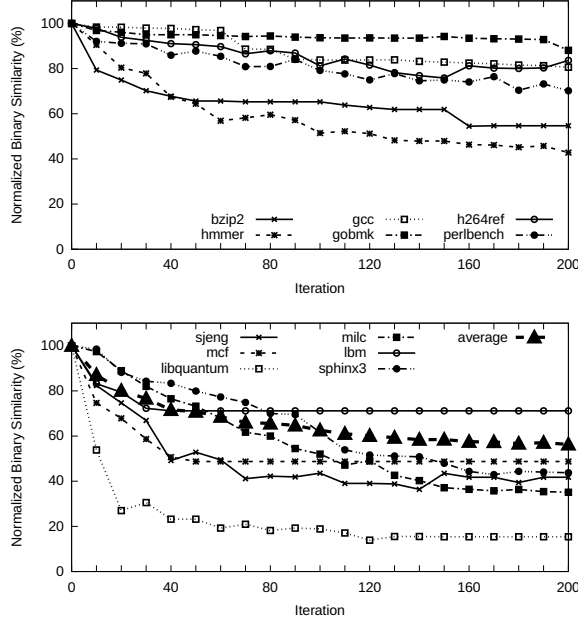 Normalized Binary Similarity (%)
100
80
60
40
20
0
bzip2 gcc h264ref
hmmer gobmk perlbench
0 40 80 120 160 200
Iteration
Normalized Binary Similarity (%)
100
80
60
40
20
0
sjeng milc average
mcf lbm
libquantum sphinx3
0 40 80 120 160 200
Iteration